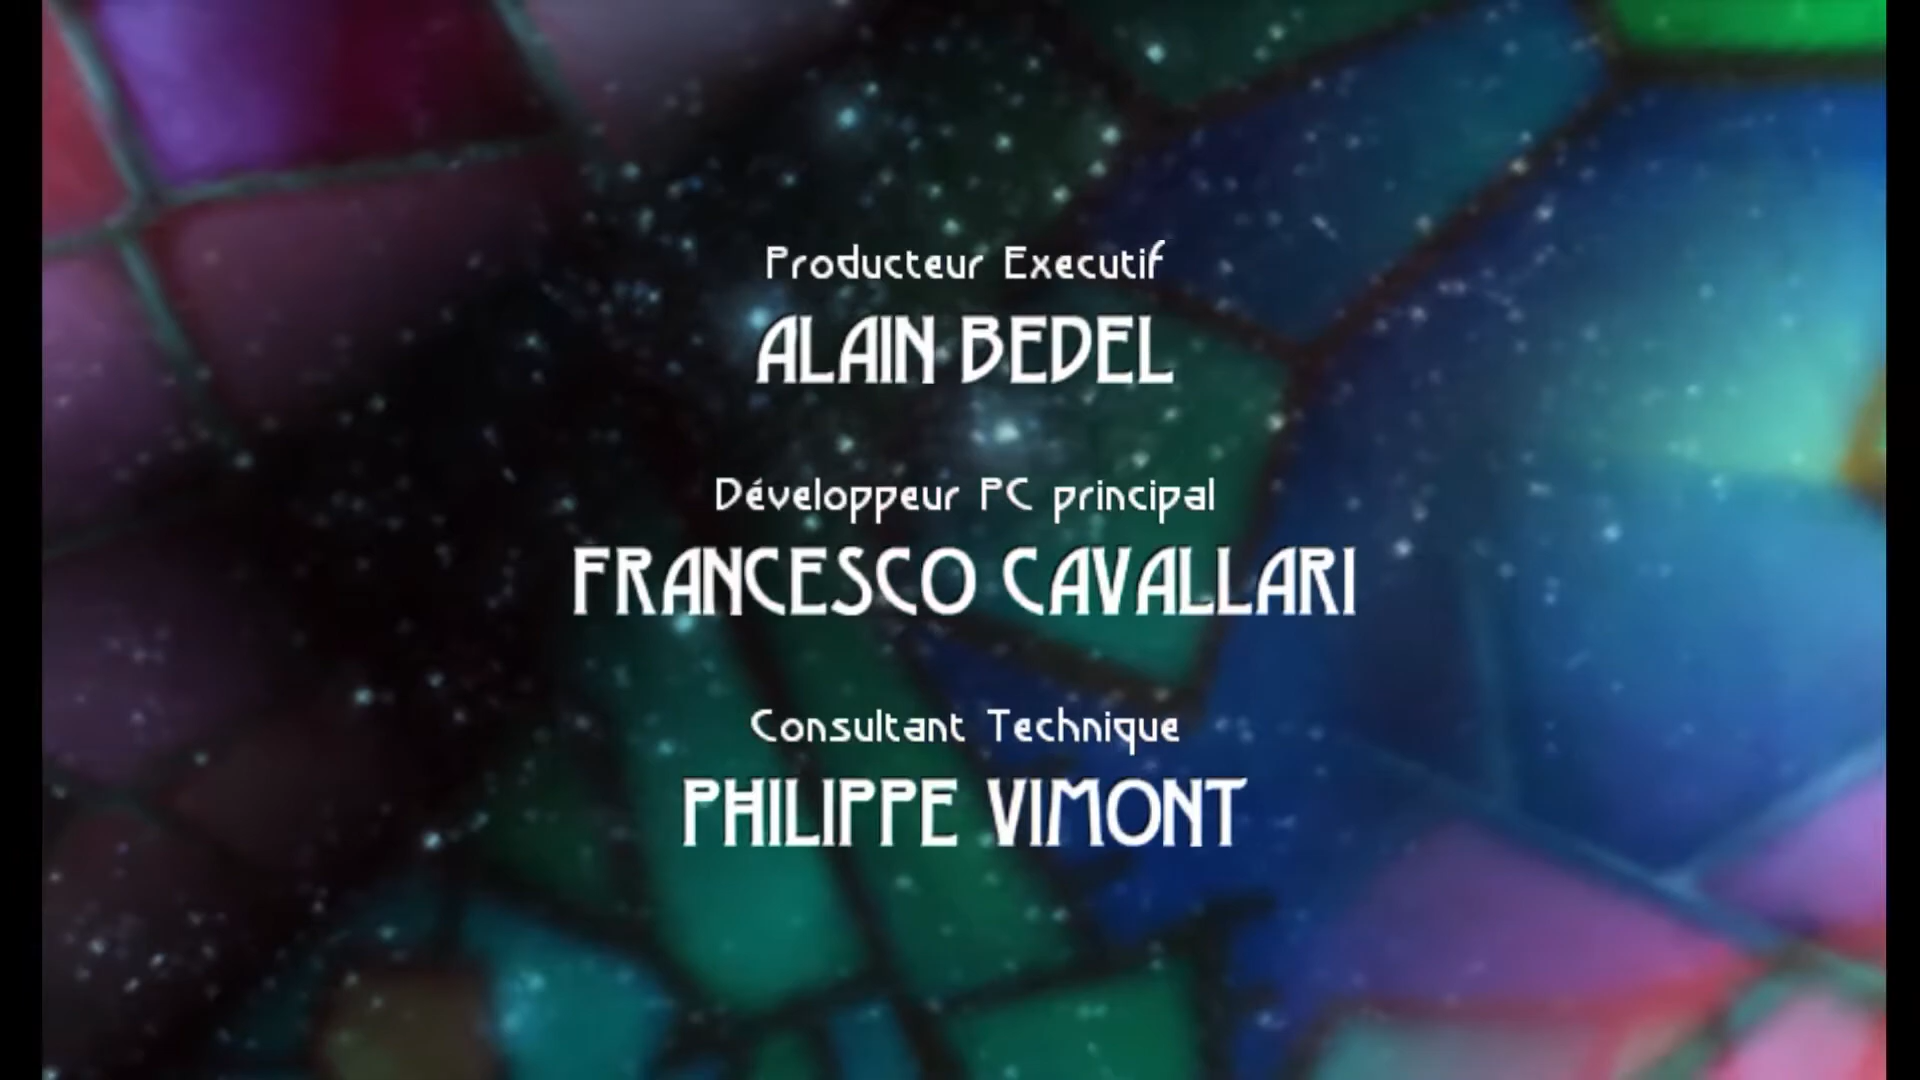 Producteur Executif
ALAIN BEDEL
Développeur PC principal
FRANCESCO CAVALLARI
Consultant Technique
PHILIPPE VIMONT